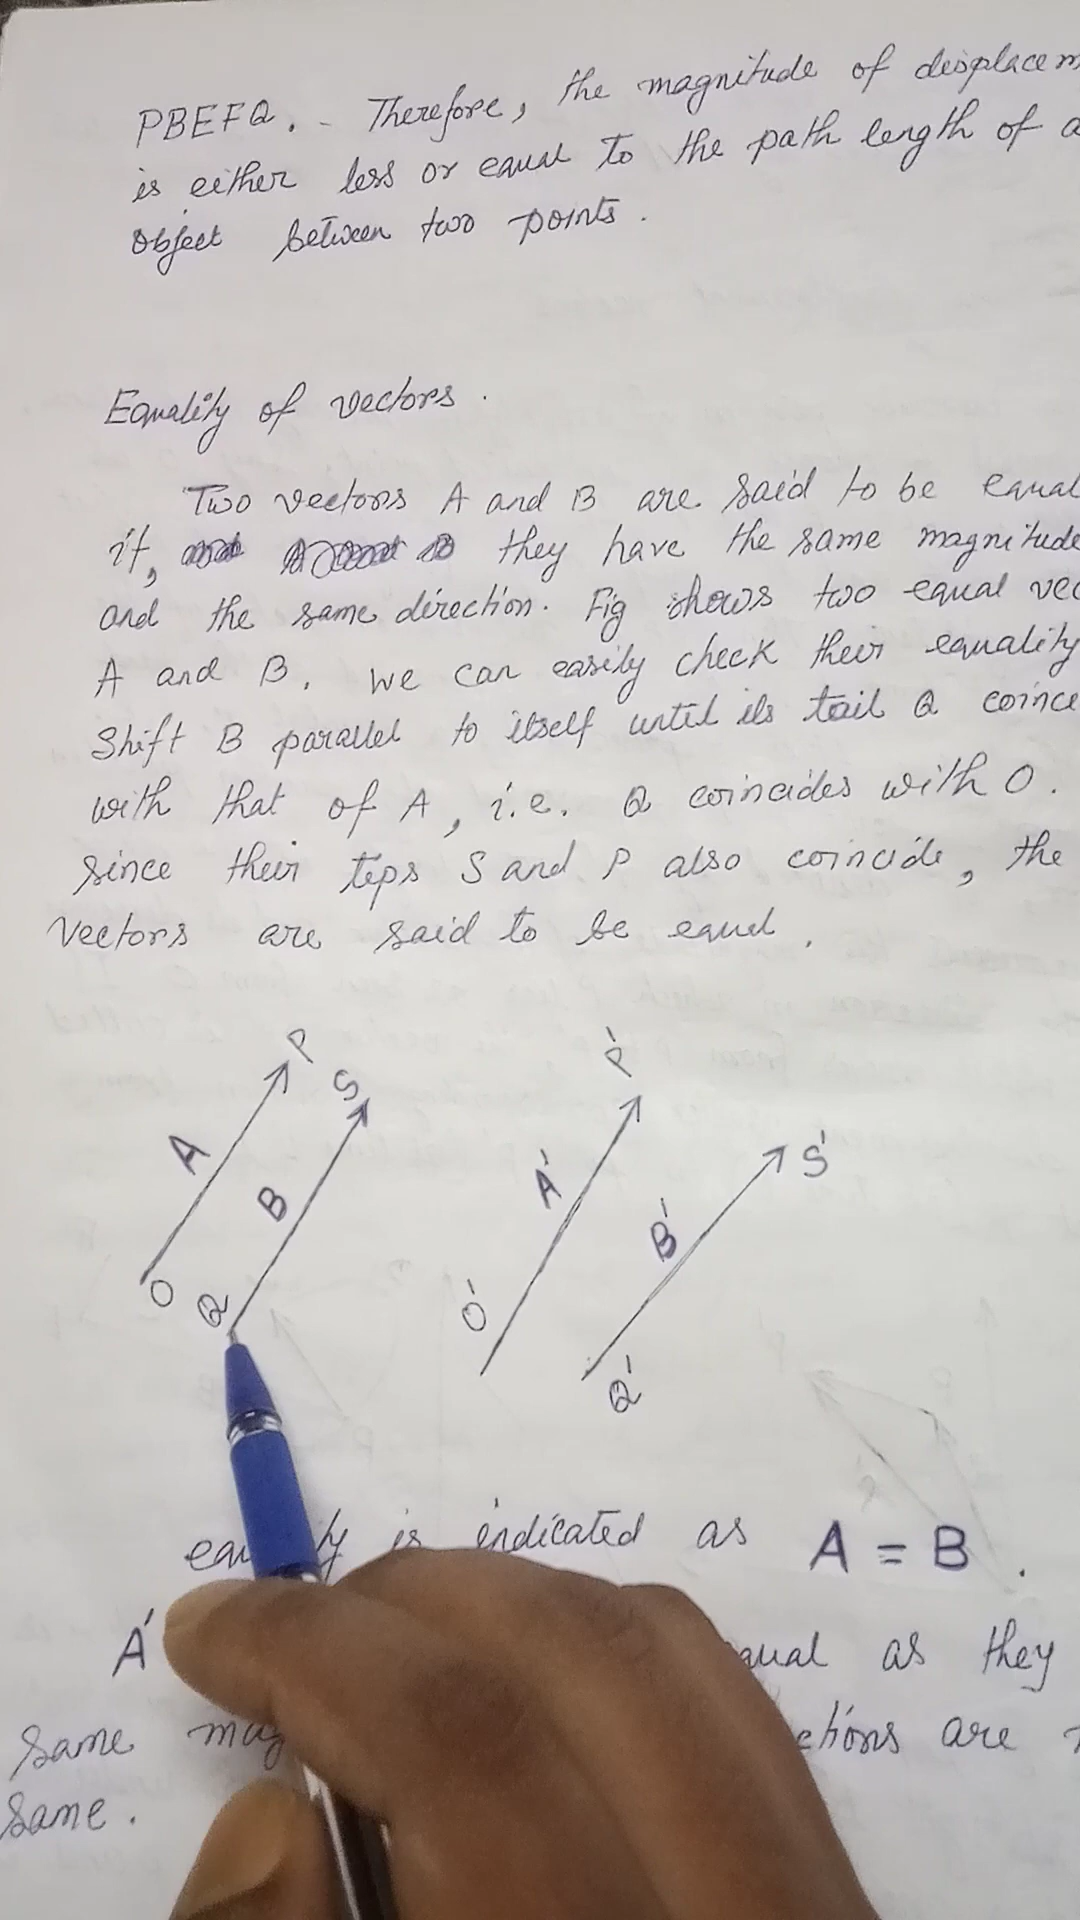 PBEFQ. Therefore, the magnitude of displacem
is either less or equal to the path length of a
object between two points.
Equality of vectors.
Two vectors A and B are said to be equal
if, they have the same magnitude
and the same direction. Fig shows two equal vec
A and B. We can easily check their equality
Shift B parallel to itself until its tail Q coince
with that of A, i.e. Q coincides with O.
since their tips S and P also coincide, the
vectors are said to be equal.
P
S
A
B
O
Q
P'
A'
S'
B'
O'
Q'
is indicated as A = B.
A' qual as they
same mag ctions are
same.